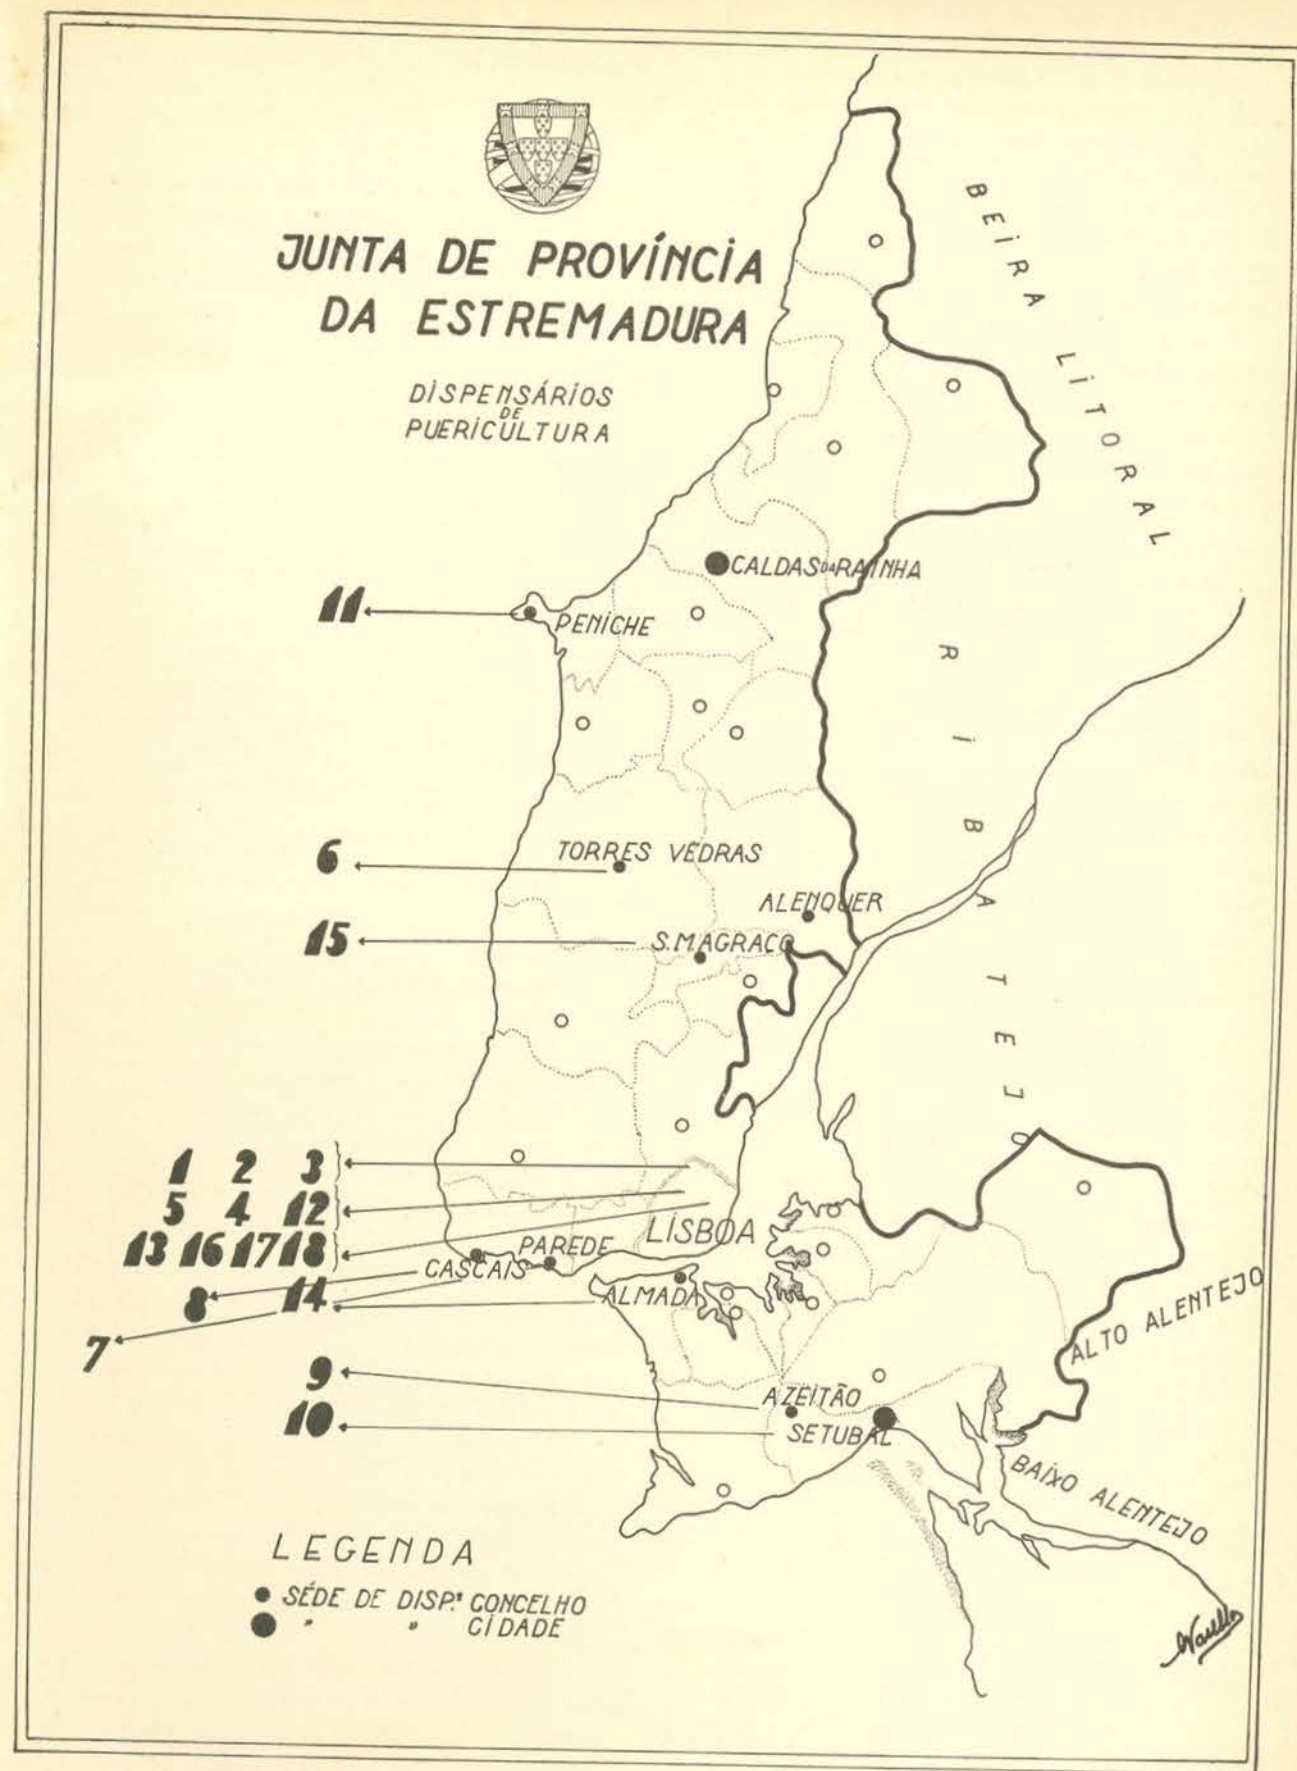 JUNTA DE PROVÍNCIA
DA ESTREMADURA
DISPENSÁRIOS
DE
PUERICULTURA
BEIRA LITORAL
CALDAS DA RAINHA
11
PENICHE
RIBATEJO
6
TORRES VEDRAS
ALENQUER
15
S.M.AGRAÇO
1 2 3
5 4 12
13 16 17 18
LISBOA
PAREDE
CASCAIS
8
14
ALMADA
7
ALTO ALENTEJO
9
AZEITÃO
10
SETUBAL
BAIXO ALENTEJO
LEGENDA
SÉDE DE DISP.º CONCELHO
" " CIDADE